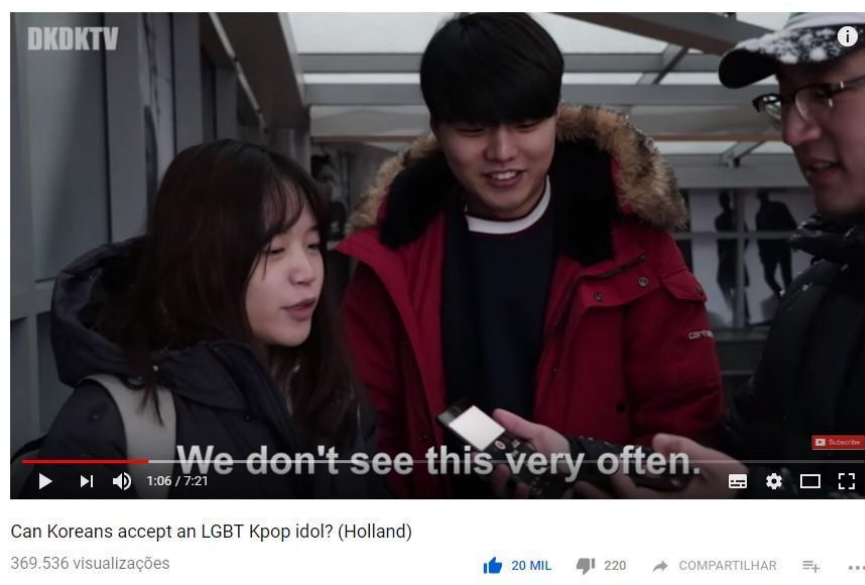 DKDKTV
Subscribe
We don't see this very often.
1:06 / 7:21
Can Koreans accept an LGBT Kpop idol? (Holland)
369.536 visualizações
20 MIL 220 COMPARTILHAR